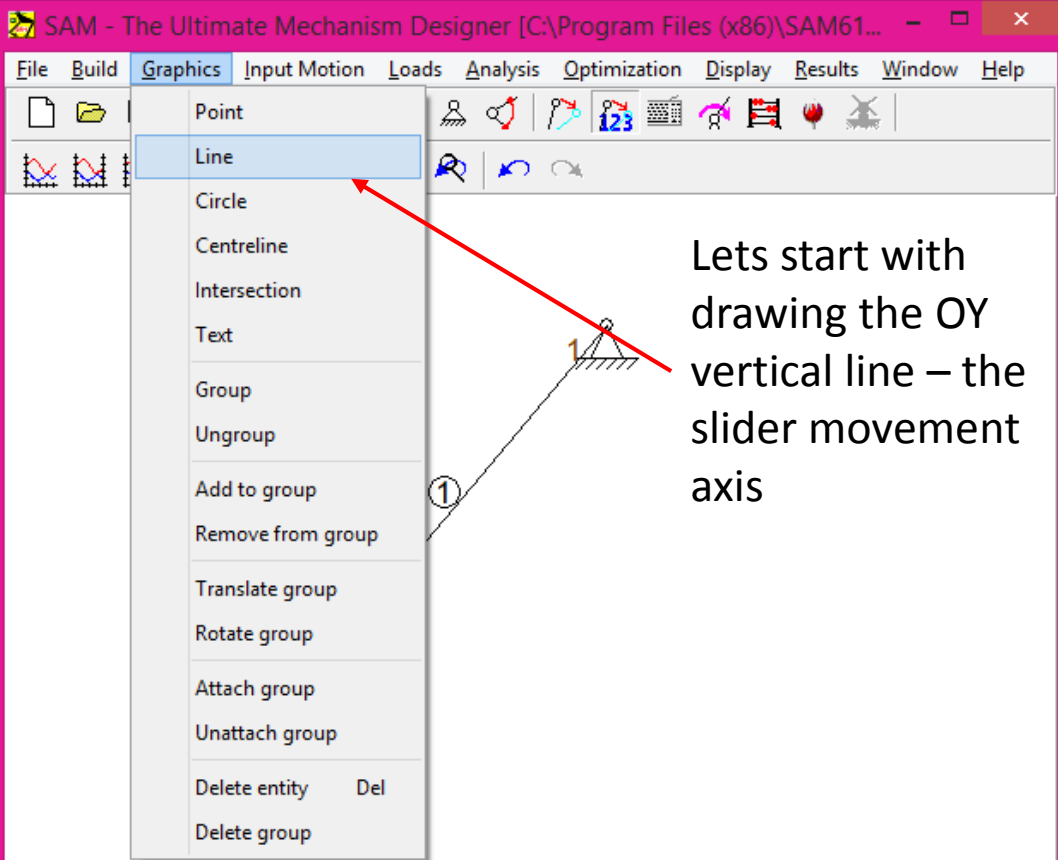 SAM - The Ultimate Mechanism Designer [C:\Program Files (x86)\SAM61...
File Build Graphics Input Motion Loads Analysis Optimization Display Results Window Help
123
Point
Line
Circle
Centreline
Intersection
Text
Group
Ungroup
Add to group
Remove from group
Translate group
Rotate group
Attach group
Unattach group
Delete entity Del
Delete group
1
1
Lets start with
drawing the OY
vertical line – the
slider movement
axis